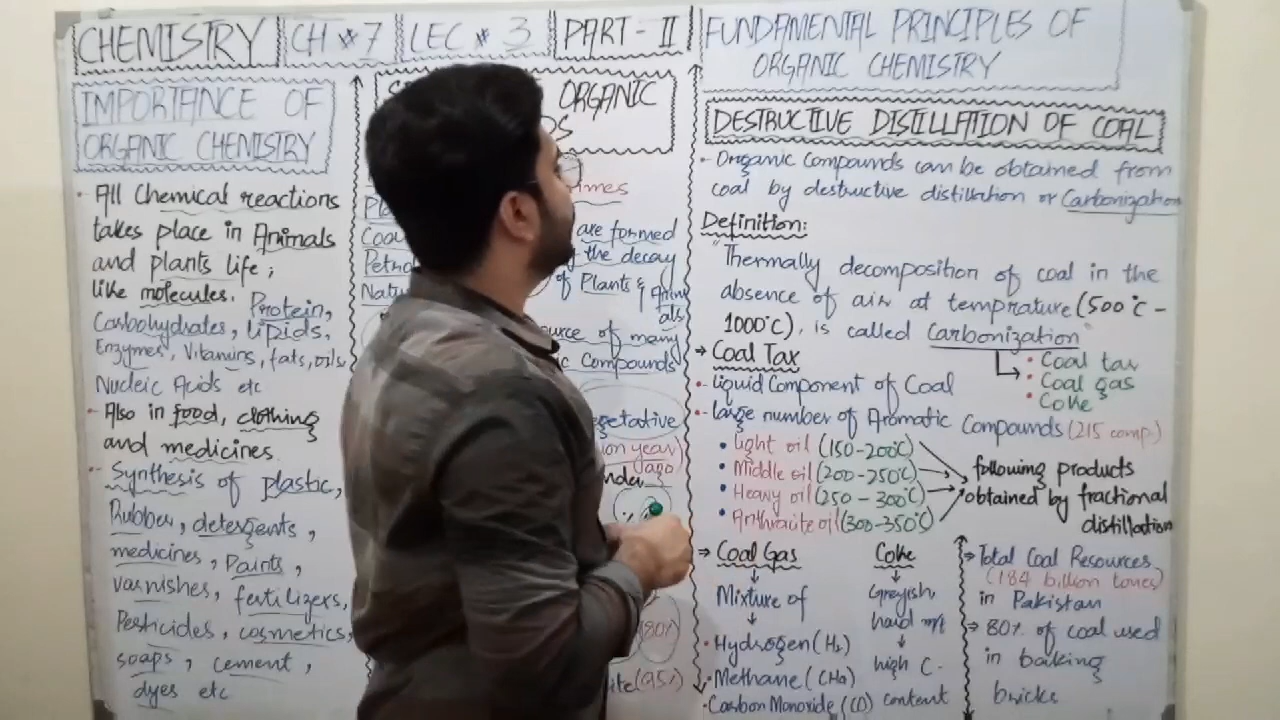 CHEMISTRY CH # 7 LEC # 3 PART - II
FUNDAMENTAL PRINCIPLES OF
ORGANIC CHEMISTRY
IMPORTANCE OF
ORGANIC CHEMISTRY
· All Chemical reactions
takes place in Animals
and plants life;
like molecules. Protein,
Carbohydrates, lipids,
Enzymes, Vitamins, fats, oils,
Nucleic Acids etc
- Also in food, clothing
and medicines
- Synthesis of plastic,
Rubber, detergents,
medicines, Paints,
varnishes, fertilizers,
Pesticides, cosmetics,
soaps, cement,
dyes etc
ORGANIC
are formed
the decay
of Plants &
of many
Compounds
(80%)
(95%)
DESTRUCTIVE DISTILLATION OF COAL
- Organic Compounds can be obtained from
coal by destructive distillation or Carbonization
Definition:
"Thermally decomposition of coal in the
absence of air at temprature (500°C -
1000°C), is called Carbonization"
· Coal tax
· Coal gas
· Coke
→ Coal Tax
- liquid Component of Coal
- large number of Aromatic Compounds (215 comp.)
• light oil (150-200°C)
• Middle oil (200-250°C)
• Heavy oil (250-300°C)
• Anthracite oil (300-350°C)
following products
obtained by fractional
distillation
⇒ Coal Gas
↓
Mixture of
↓
· Hydrogen (H₂)
· Methane (CH₄)
· Carbon Monoxide (CO)
Coke
↓
Greyish
hard
↓
high C-
content
⇒ Total Coal Resources
(184 billion tones)
in Pakistan
⇒ 80% of coal used
in baking
bricks